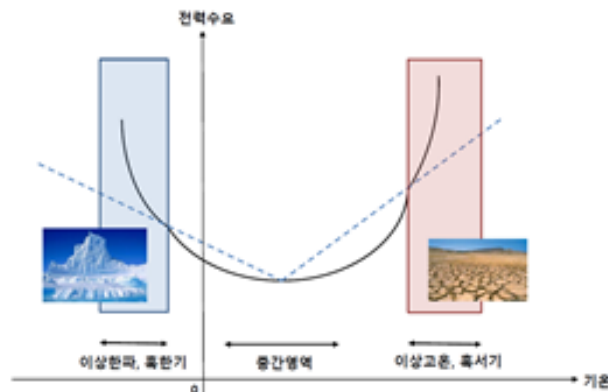 전력수요
이상한파, 혹한기
중간영역
이상고온, 혹서기
기온
0